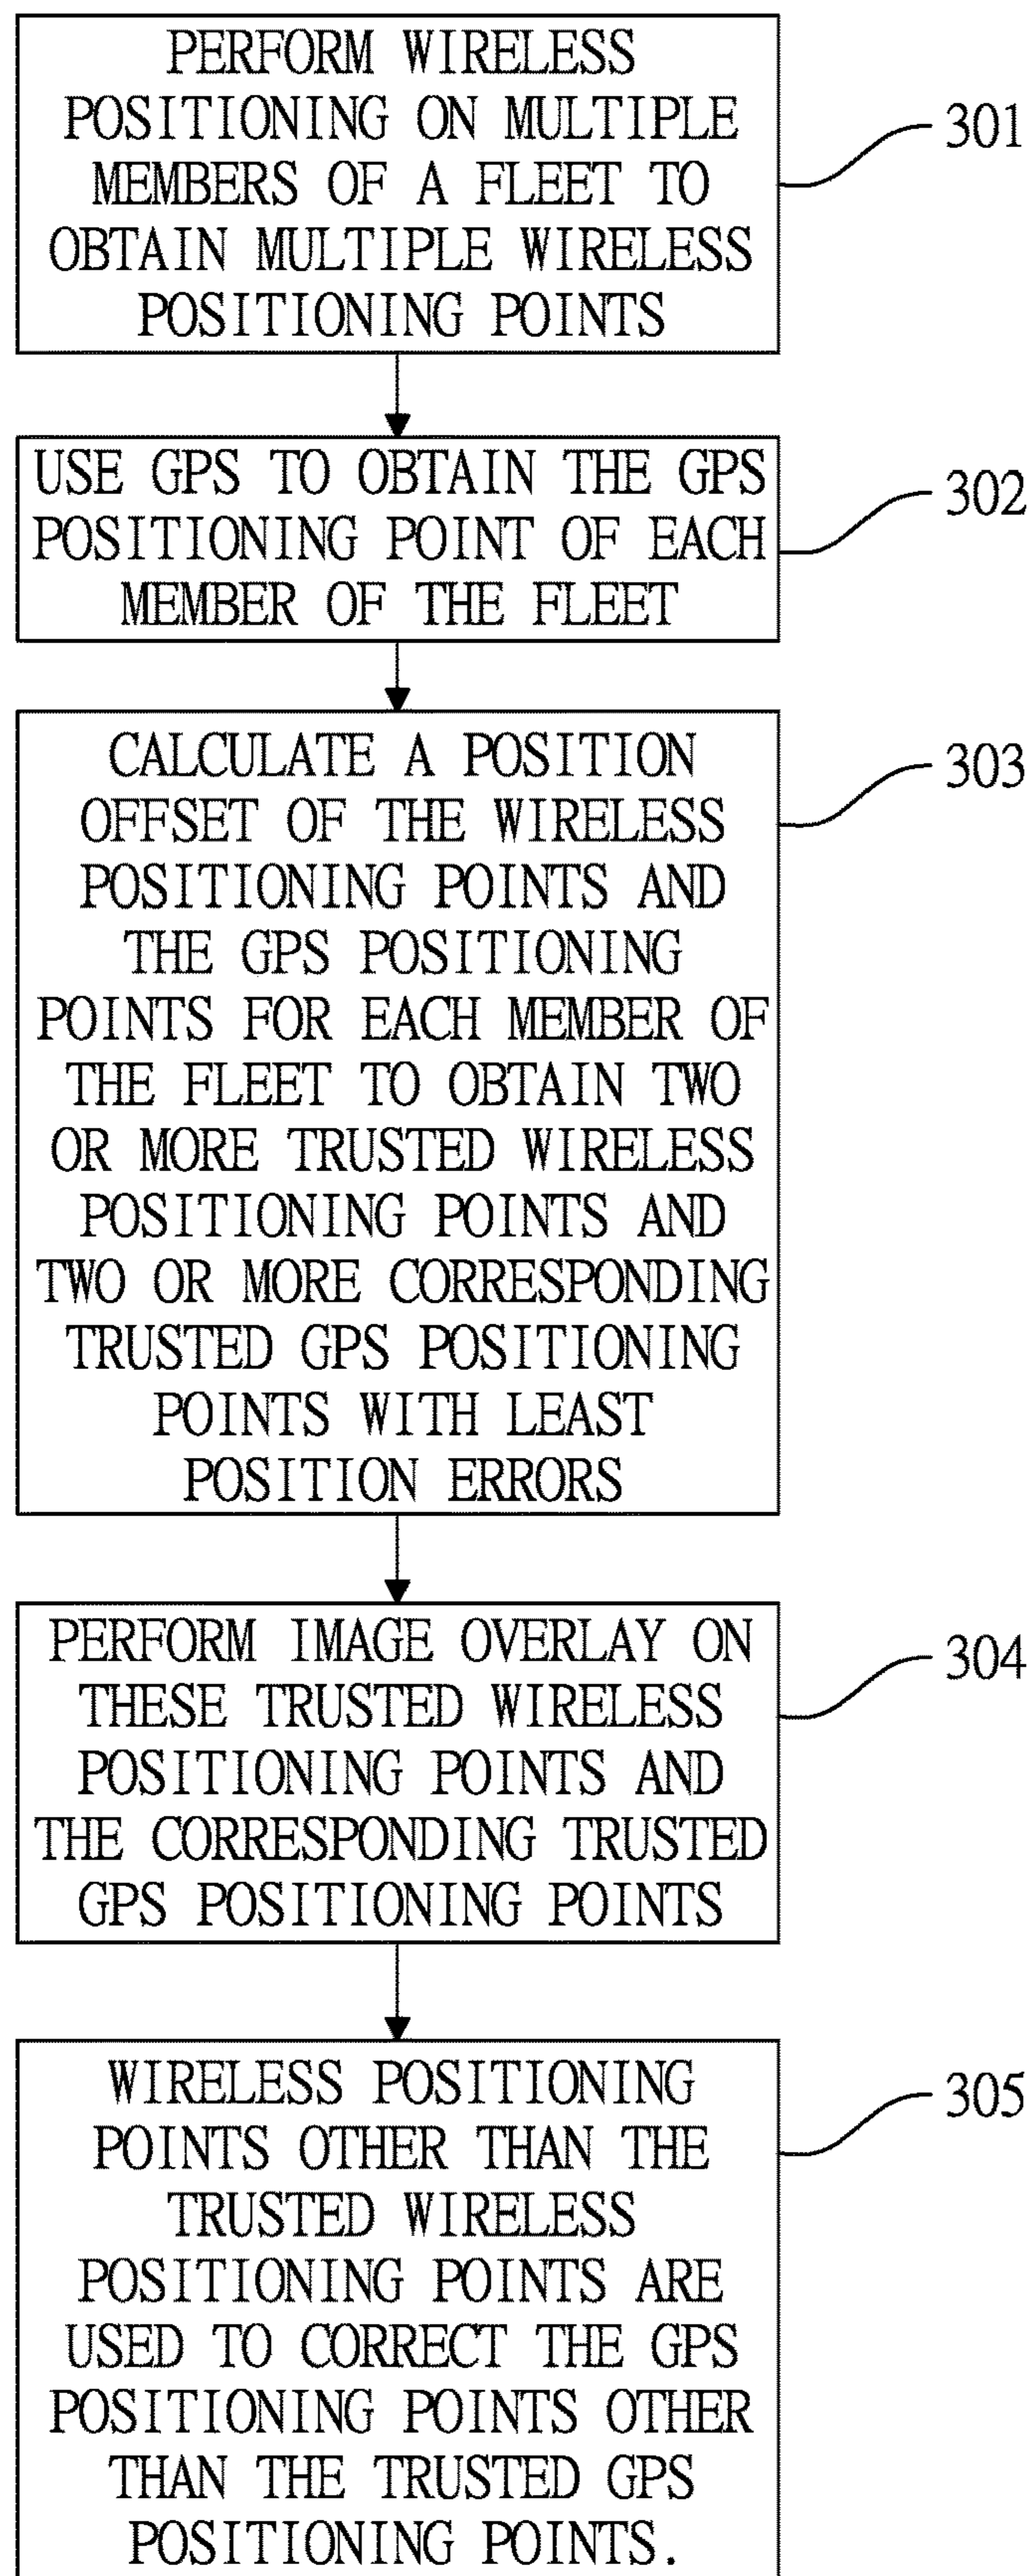 PERFORM WIRELESS
POSITIONING ON MULTIPLE
MEMBERS OF A FLEET TO
OBTAIN MULTIPLE WIRELESS
POSITIONING POINTS
301
USE GPS TO OBTAIN THE GPS
POSITIONING POINT OF EACH
MEMBER OF THE FLEET
302
CALCULATE A POSITION
OFFSET OF THE WIRELESS
POSITIONING POINTS AND
THE GPS POSITIONING
POINTS FOR EACH MEMBER OF
THE FLEET TO OBTAIN TWO
OR MORE TRUSTED WIRELESS
POSITIONING POINTS AND
TWO OR MORE CORRESPONDING
TRUSTED GPS POSITIONING
POINTS WITH LEAST
POSITION ERRORS
303
PERFORM IMAGE OVERLAY ON
THESE TRUSTED WIRELESS
POSITIONING POINTS AND
THE CORRESPONDING TRUSTED
GPS POSITIONING POINTS
304
WIRELESS POSITIONING
POINTS OTHER THAN THE
TRUSTED WIRELESS
POSITIONING POINTS ARE
USED TO CORRECT THE GPS
POSITIONING POINTS OTHER
THAN THE TRUSTED GPS
POSITIONING POINTS.
305